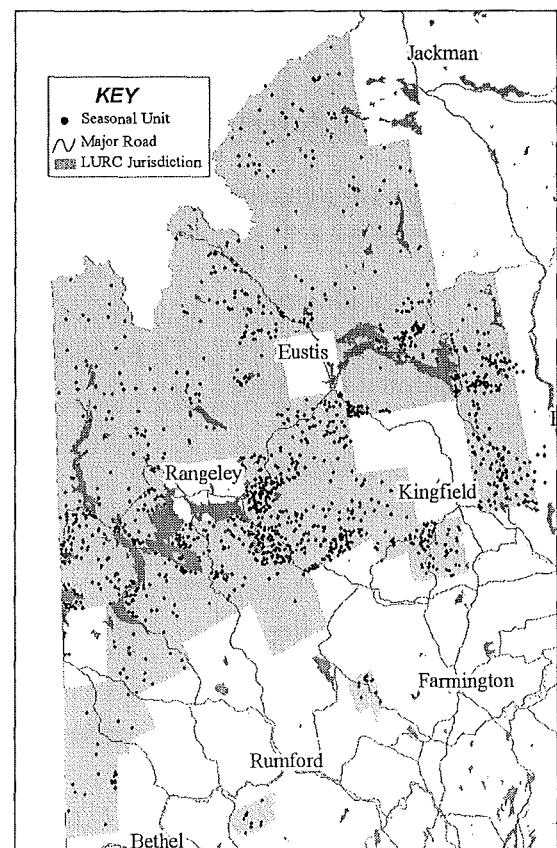 Jackman
KEY
Seasonal Unit
Major Road
LURC Jurisdiction
Eustis
Rangeley
Kingfield
Farmington
Rumford
Bethel